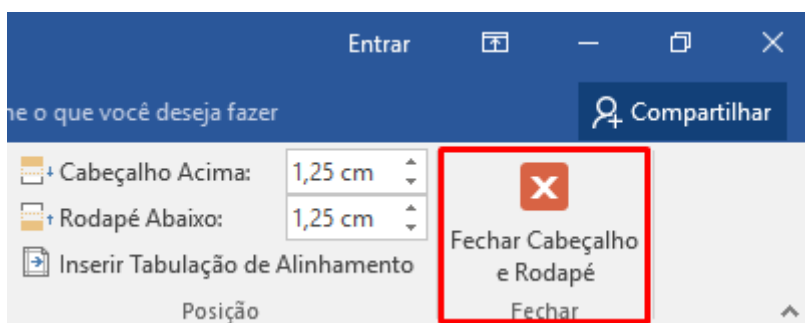 Entrar
o que você deseja fazer
Compartilhar
Cabeçalho Acima: 1,25 cm
Rodapé Abaixo: 1,25 cm
Inserir Tabulação de Alinhamento
Posição
Fechar Cabeçalho
e Rodapé
Fechar